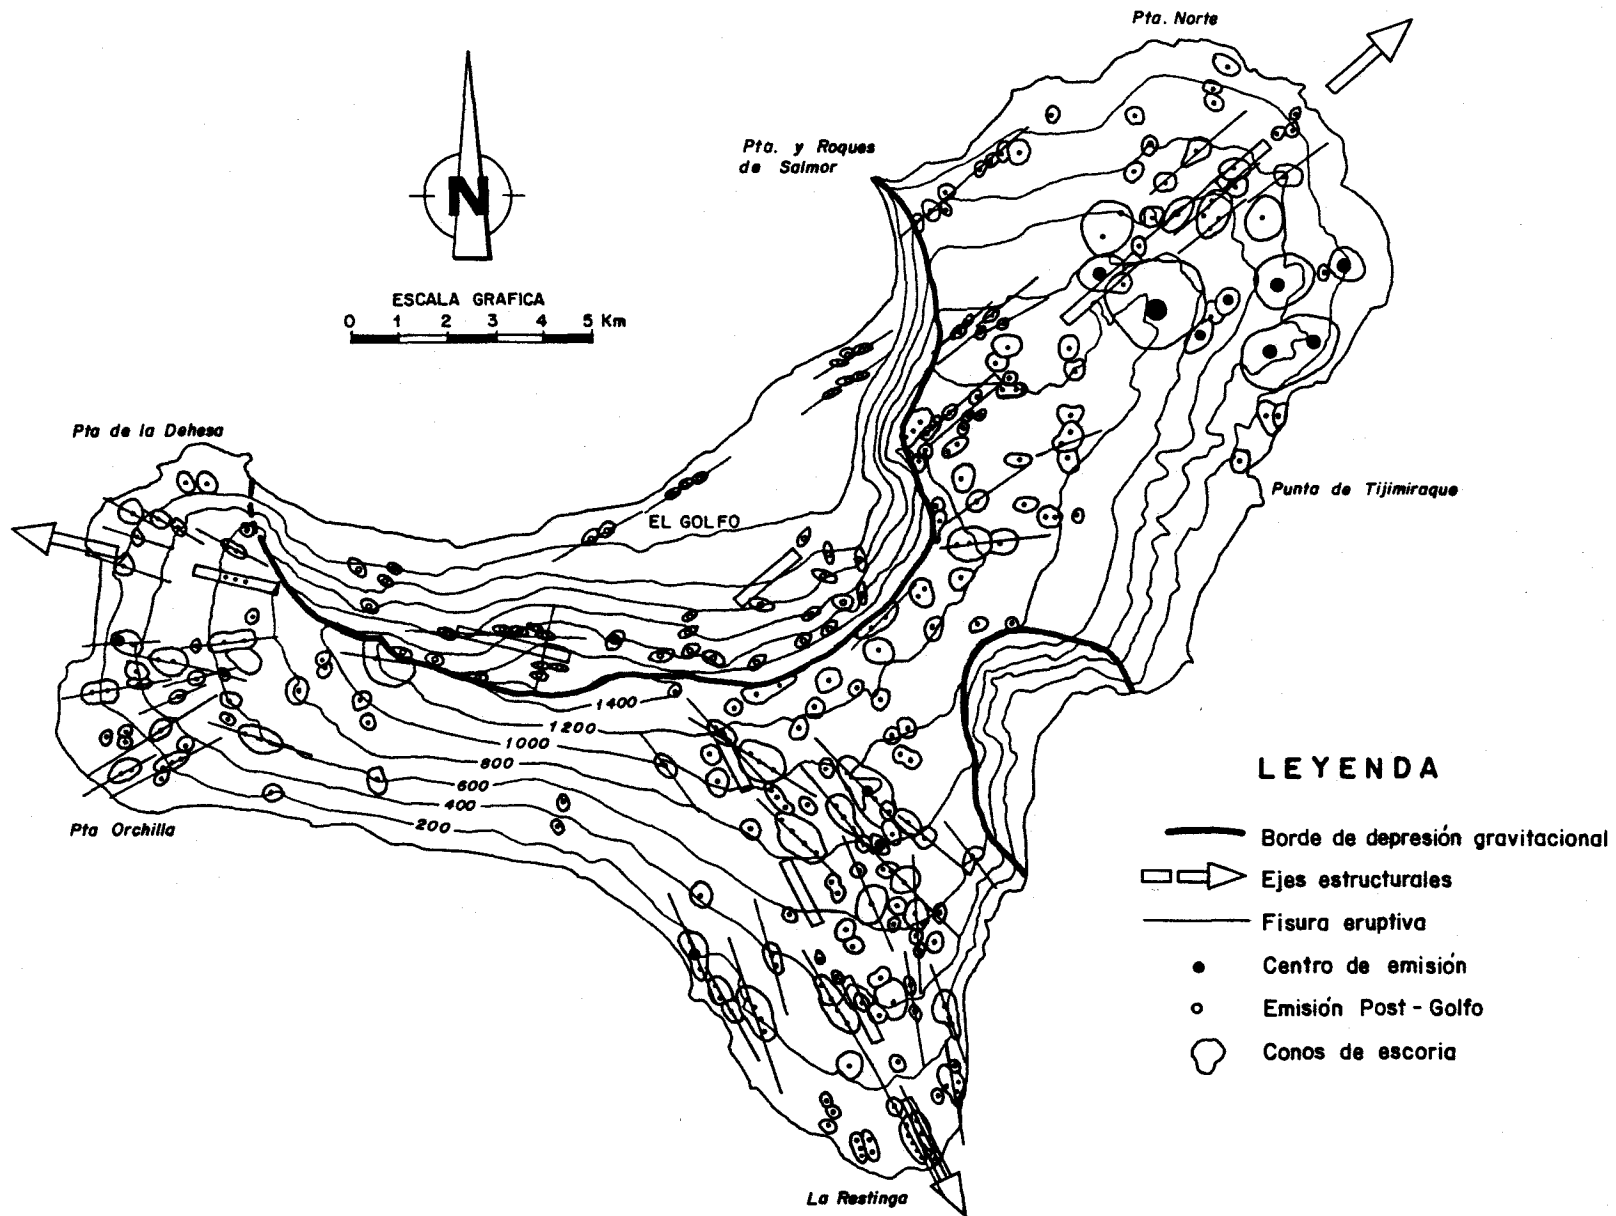 Pta. Norte
Pta. y Roques
de Salmor
N
ESCALA GRAFICA
0 1 2 3 4 5 Km
Pta de la Dehesa
EL GOLFO
Punta de Tijimiraque
1400
1200
1000
800
600
400
200
Pta Orchilla
La Restinga
LEYENDA
Borde de depresión gravitacional
Ejes estructurales
Fisura eruptiva
Centro de emisión
Emisión Post - Golfo
Conos de escoria